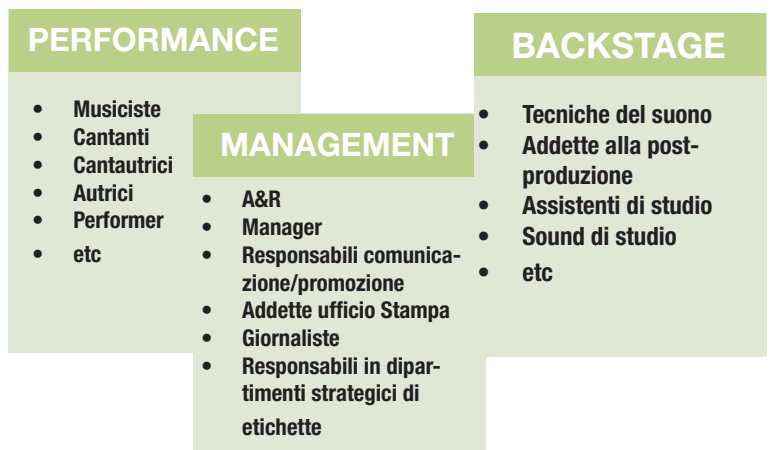 PERFORMANCE
• Musiciste
• Cantanti
• Cantautrici
• Autrici
• Performer
• etc
MANAGEMENT
• A&R
• Manager
• Responsabili comunica-
zione/promozione
• Addette ufficio Stampa
• Giornaliste
• Responsabili in dipar-
timenti strategici di
etichette
BACKSTAGE
• Tecniche del suono
• Addette alla post-
produzione
• Assistenti di studio
• Sound di studio
• etc